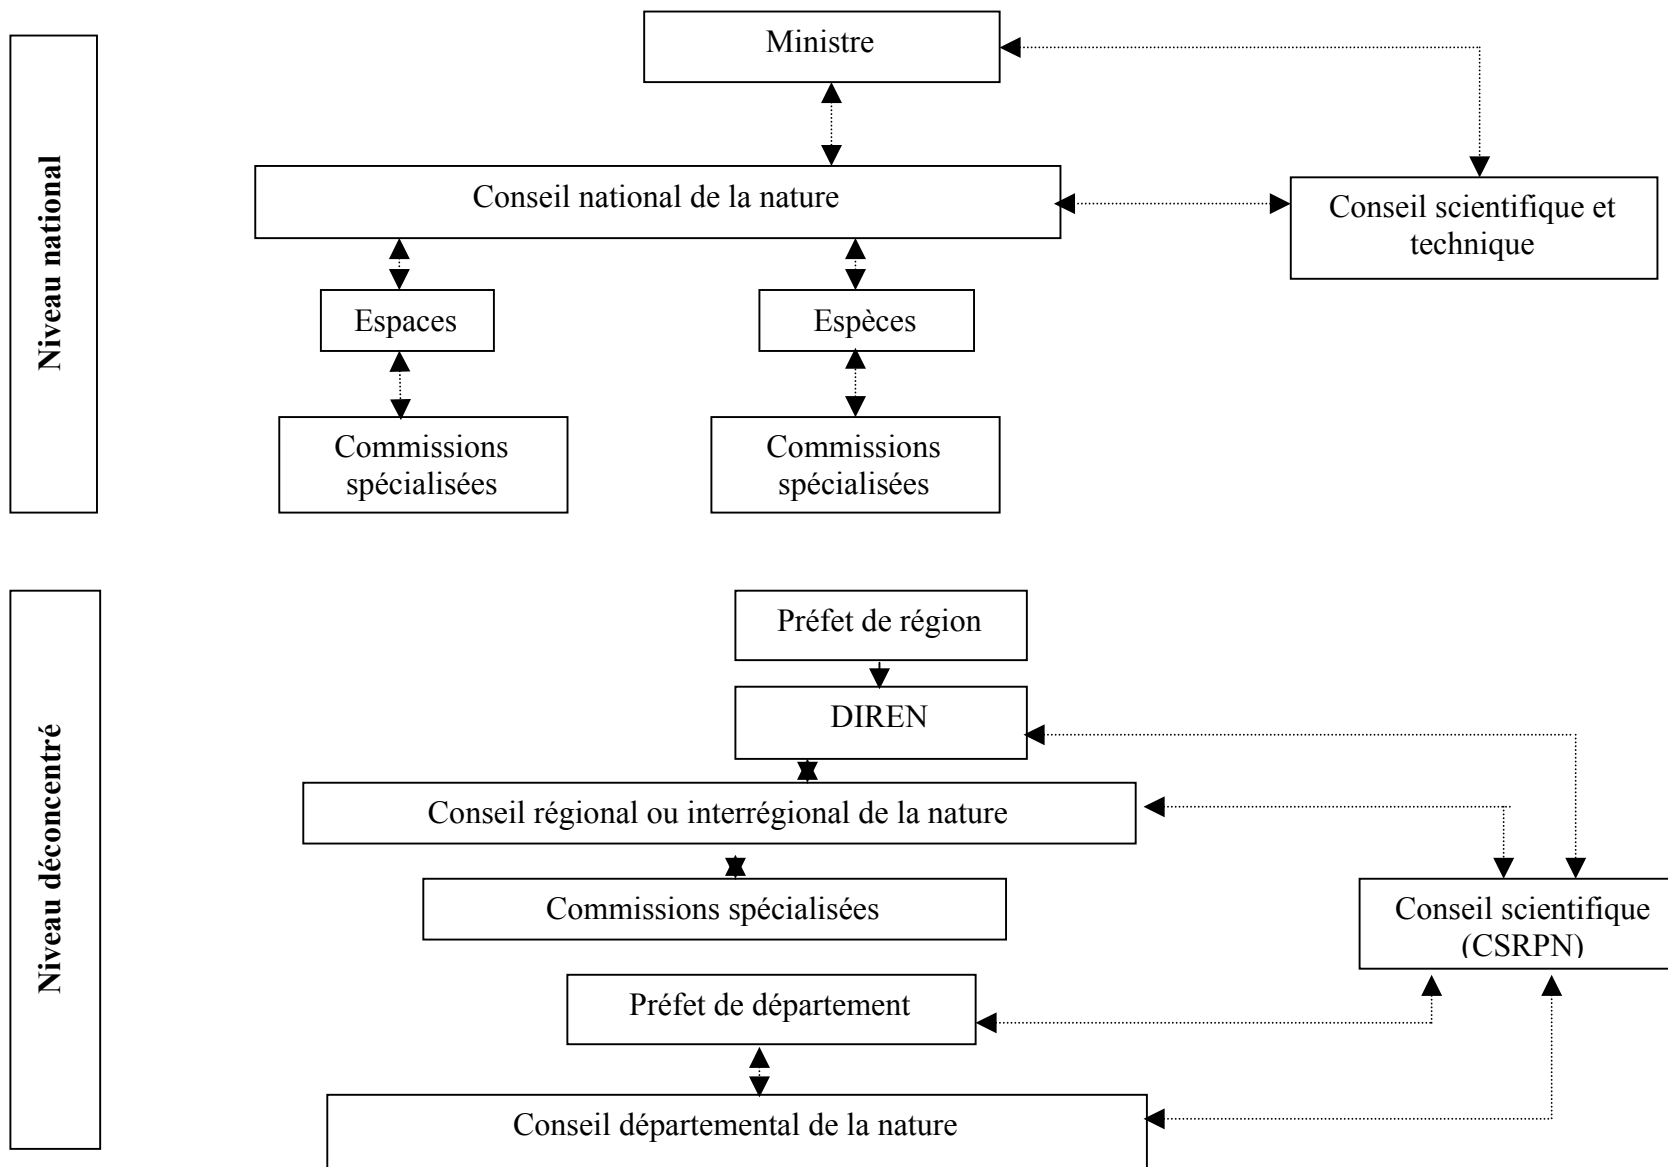 Niveau national
Ministre
Conseil national de la nature
Conseil scientifique et
technique
Espaces
Espèces
Commissions
spécialisées
Commissions
spécialisées
Niveau déconcentré
Préfet de région
DIREN
Conseil régional ou interrégional de la nature
Commissions spécialisées
Conseil scientifique
(CSRPN)
Préfet de département
Conseil départemental de la nature